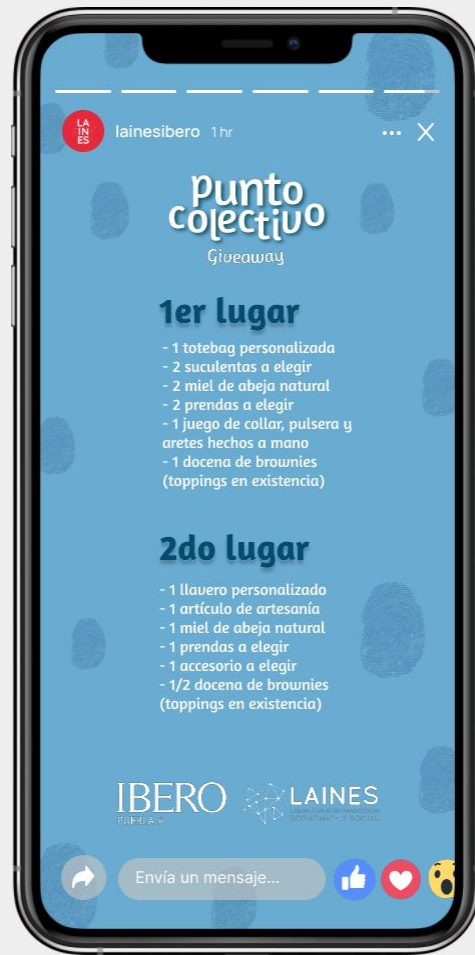 LA
IN
ES
lainesibero 1 hr
punto
colectivo
Giveaway
1er lugar
- 1 totebag personalizada
- 2 suculentas a elegir
- 2 miel de abeja natural
- 2 prendas a elegir
- 1 juego de collar, pulsera y
aretes hechos a mano
- 1 docena de brownies
(toppings en existencia)
2do lugar
- 1 llavero personalizado
- 1 artículo de artesanía
- 1 miel de abeja natural
- 1 prendas a elegir
- 1 accesorio a elegir
- 1/2 docena de brownies
(toppings en existencia)
IBERO
PUEBLA
LAINES
Envía un mensaje...